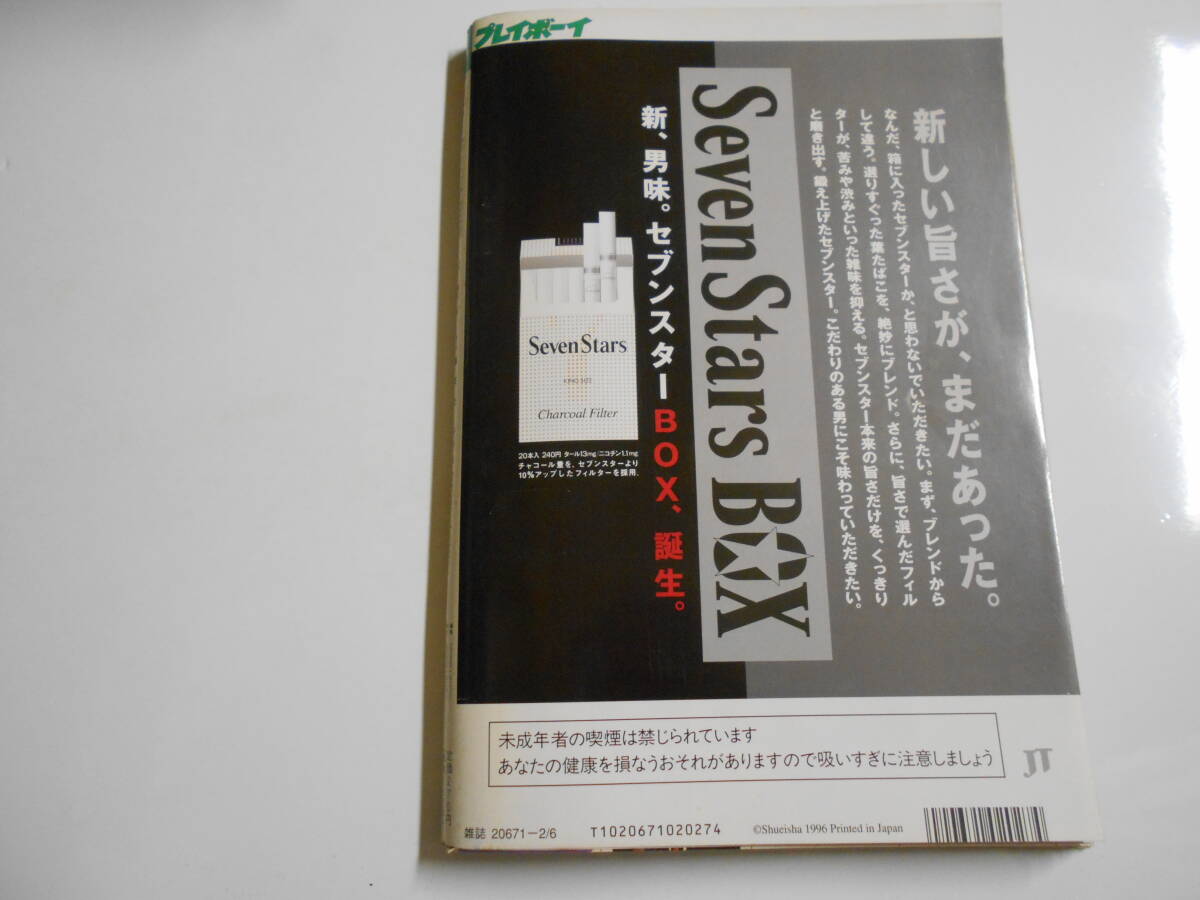 プレイボーイ
新しい旨さが、まだあった。
なんだ、箱に入ったセブンスターか、と思わないでいただきたい。まず、ブレンドから
して違う。選りすぐった葉たばこを、絶妙にブレンド。さらに、旨さで選んだフィル
ターが、苦みや渋みといった雑味を抑える。セブンスター本来の旨さだけを、くっきり
と磨き出す。鍛え上げたセブンスター。こだわりのある男にこそ味わっていただきたい。
Seven Stars BOX
新、男味。セブンスターBOX、誕生。
Seven Stars
KING SIZE
Charcoal Filter
20本入 240円 タール13mg/ニコチン1.1mg
チャコール量を、セブンスターより
10%アップしたフィルターを採用。
未成年者の喫煙は禁じられています
あなたの健康を損なうおそれがありますので吸いすぎに注意しましょう
JT
雑誌 20671-2/6
T1020671020274
©Shueisha 1996 Printed in Japan